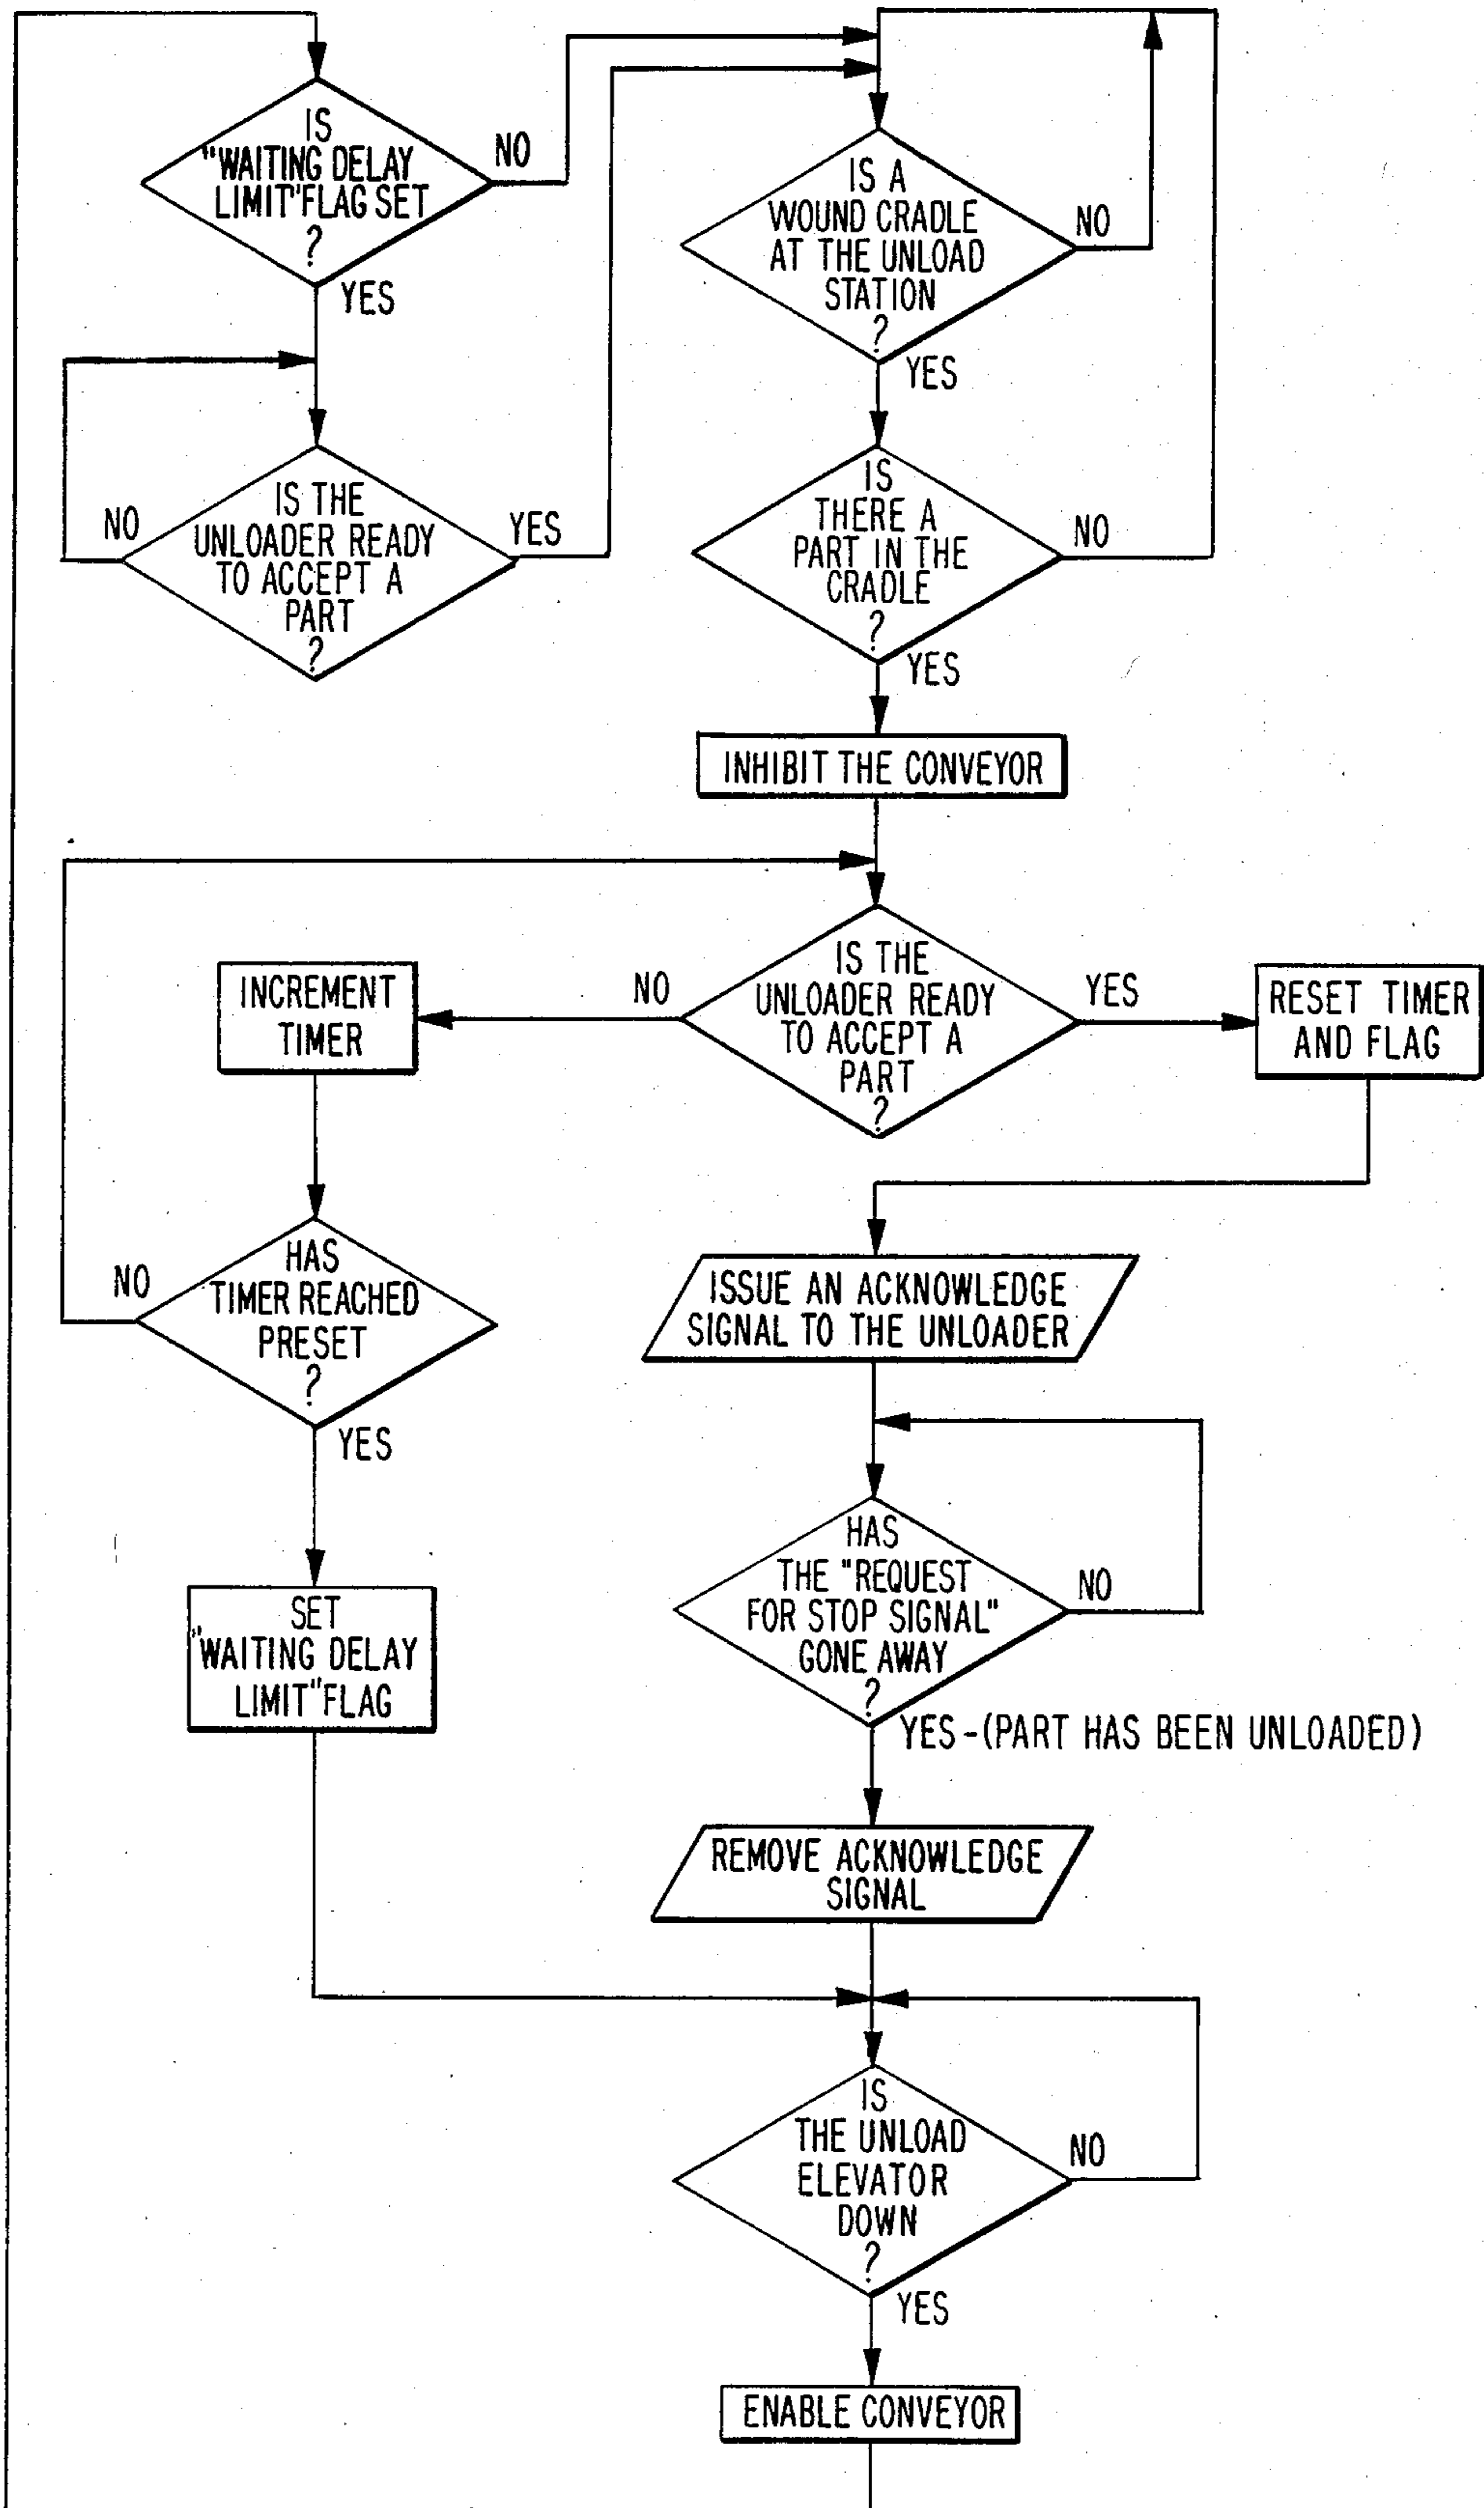 IS
"WAITING DELAY
LIMIT" FLAG SET
?
NO
YES
IS A
WOUND CRADLE
AT THE UNLOAD
STATION
?
NO
YES
IS THE
UNLOADER READY
TO ACCEPT A
PART
?
NO
YES
IS
THERE A
PART IN THE
CRADLE
?
NO
YES
INHIBIT THE CONVEYOR
IS THE
UNLOADER READY
TO ACCEPT A
PART
?
NO
YES
INCREMENT
TIMER
RESET TIMER
AND FLAG
HAS
TIMER REACHED
PRESET
?
NO
YES
ISSUE AN ACKNOWLEDGE
SIGNAL TO THE UNLOADER
HAS
THE "REQUEST
FOR STOP SIGNAL"
GONE AWAY
?
NO
YES-(PART HAS BEEN UNLOADED)
SET
"WAITING DELAY
LIMIT" FLAG
REMOVE ACKNOWLEDGE
SIGNAL
IS
THE UNLOAD
ELEVATOR
DOWN
?
NO
YES
ENABLE CONVEYOR